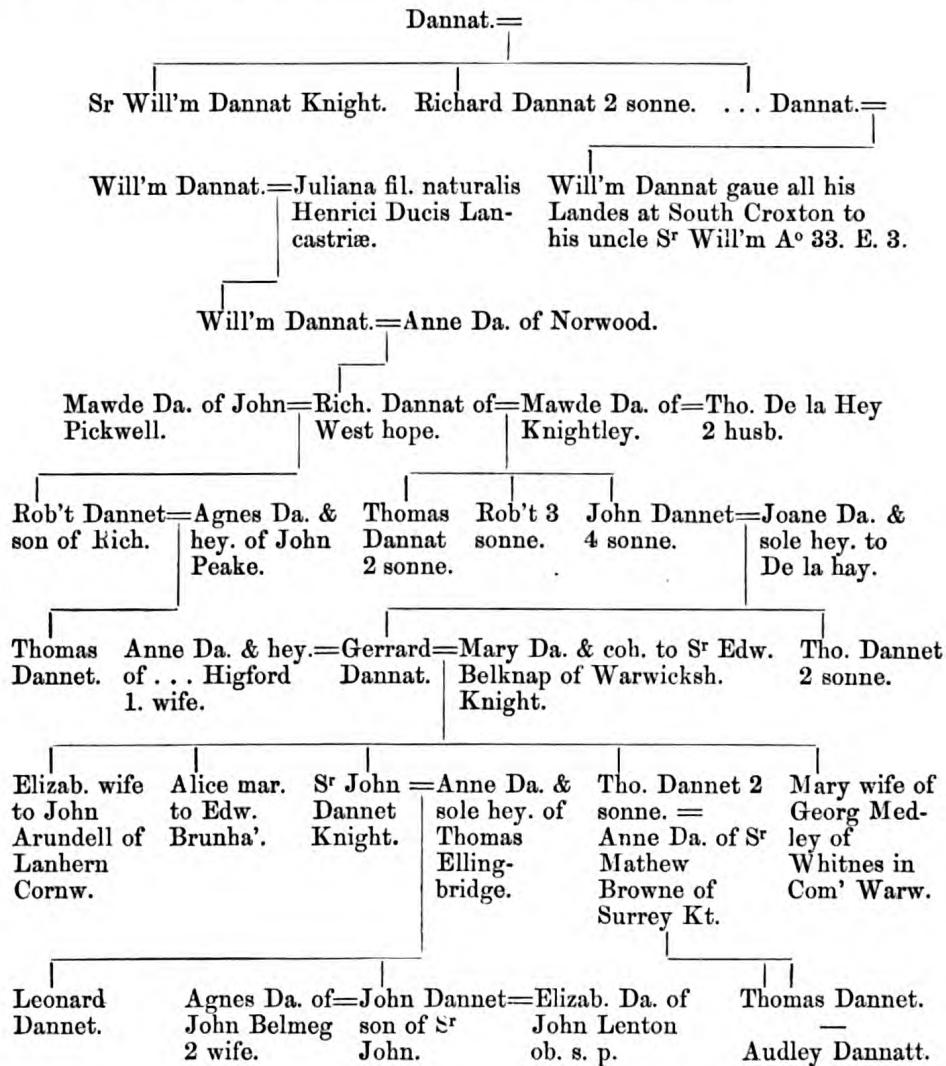 Dannat.=
Sr Will'm Dannat Knight. Richard Dannat 2 sonne. . . . Dannat.=
Will'm Dannat.=Juliana fil. naturalis
Henrici Ducis Lan-
castriæ.
Will'm Dannat gaue all his
Landes at South Croxton to
his uncle Sʳ Will'm Aᵒ 33. E. 3.
Will'm Dannat.=Anne Da. of Norwood.
Mawde Da. of John=
Pickwell.
Rich. Dannat of=
West hope.
Mawde Da. of=
Knightley.
Tho. De la Hey
2 husb.
Rob't Dannet=
son of Rich.
Agnes Da. &
hey. of John
Peake.
Thomas
Dannat
2 sonne.
Rob't 3
sonne.
John Dannet=
4 sonne.
Joane Da. &
sole hey. to
De la hay.
Thomas
Dannet.
Anne Da. & hey.=
of . . . Higford
1. wife.
Gerrard=
Dannat.
Mary Da. & coh. to Sʳ Edw.
Belknap of Warwicksh.
Knight.
Tho. Dannet
2 sonne.
Elizab. wife
to John
Arundell of
Lanhern
Cornw.
Alice mar.
to Edw.
Brunha'.
Sʳ John =
Dannet
Knight.
Anne Da. &
sole hey. of
Thomas
Elling-
bridge.
Tho. Dannet 2
sonne. =
Anne Da. of Sʳ
Mathew
Browne of
Surrey Kt.
Mary wife of
Georg Med-
ley of
Whitnes in
Com' Warw.
Leonard
Dannet.
Agnes Da. of=
John Belmeg
2 wife.
John Dannet=
son of Sʳ
John.
Elizab. Da. of
John Lenton
ob. s. p.
Thomas Dannet.
—
Audley Dannatt.